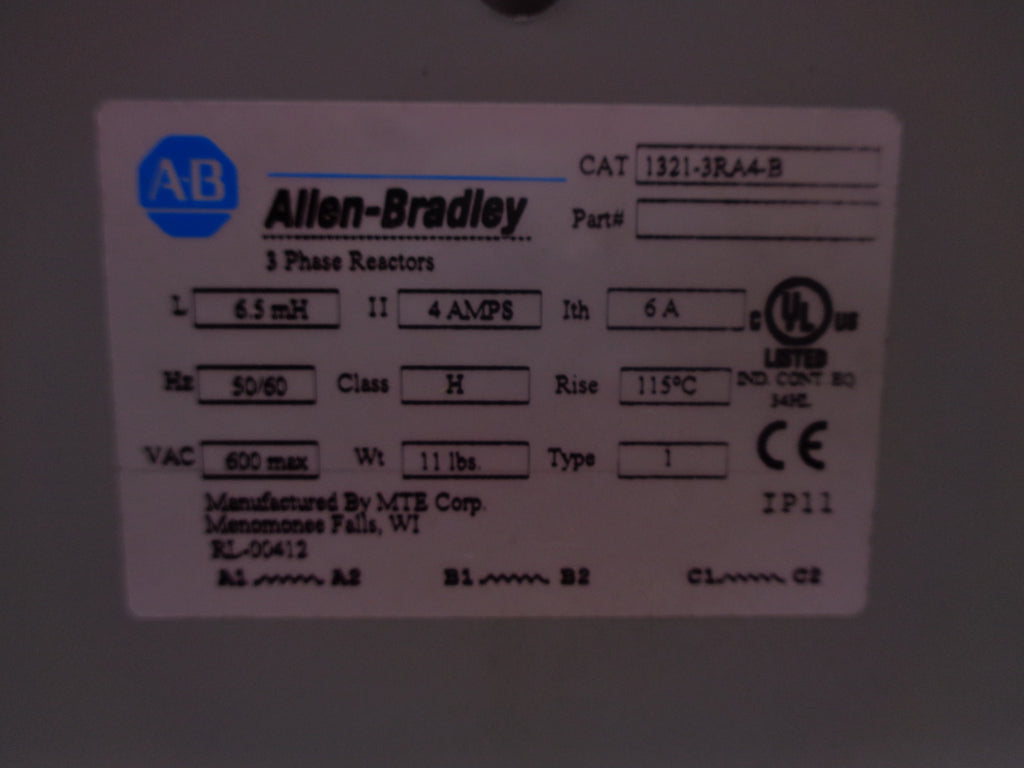 A-B
CAT 1321-3RA4-B
Allen-Bradley
Part#
3 Phase Reactors
L 6.5 mH I1 4 AMPS Ith 6 A
C UL US
LISTED
Hz 50/60 Class H Rise 115°C
IND. CONT. EQ
34HL
VAC 600 max Wt 11 lbs. Type 1
CE
Manufactured By MTE Corp.
IP11
Menomonee Falls, WI
RL-00412
A1 A2 B1 B2 C1 C2